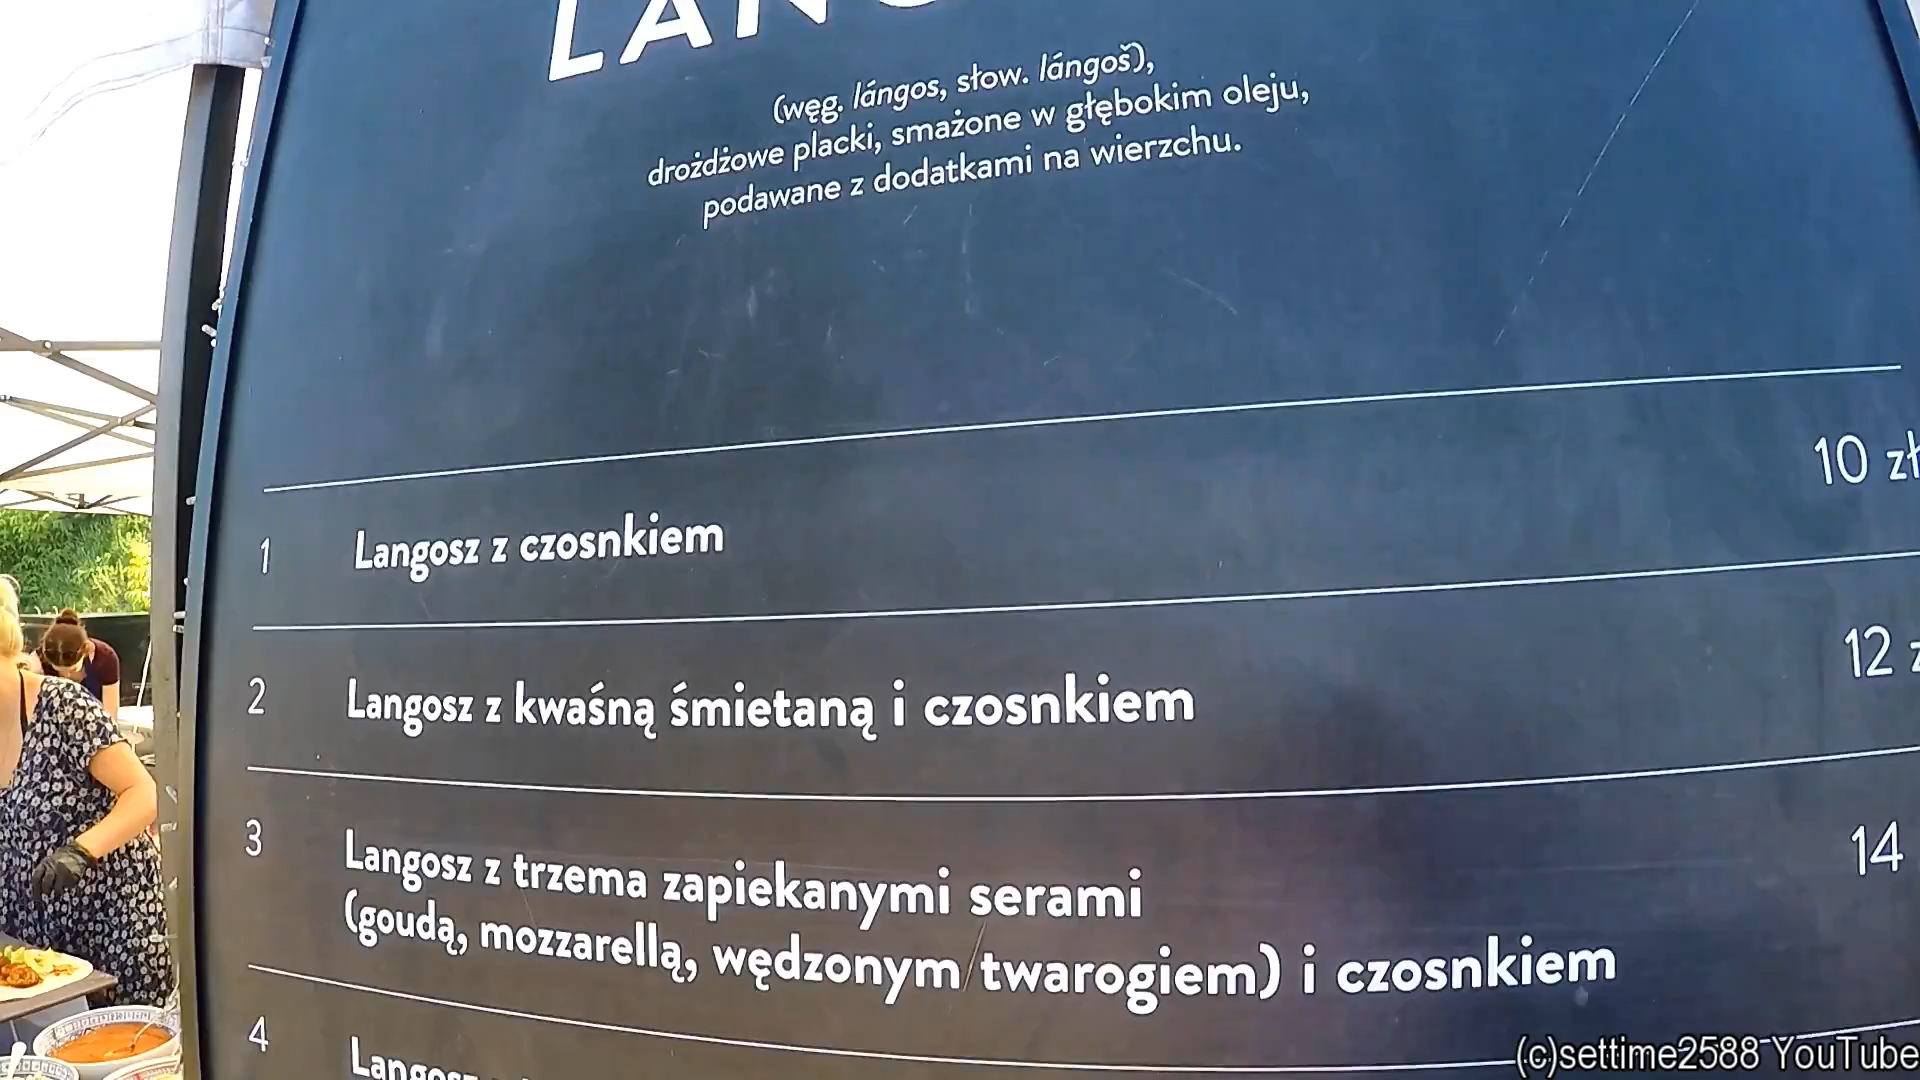 (węg. lángos, słow. lángoš),
drożdżowe placki, smażone w głębokim oleju,
podawane z dodatkami na wierzchu.
10 zł
1 Langosz z czosnkiem
12
2 Langosz z kwaśną śmietaną i czosnkiem
14
3 Langosz z trzema zapiekanymi serami
(goudą, mozzarellą, wędzonym twarogiem) i czosnkiem
4 Langosz
(c)settime2588 YouTube